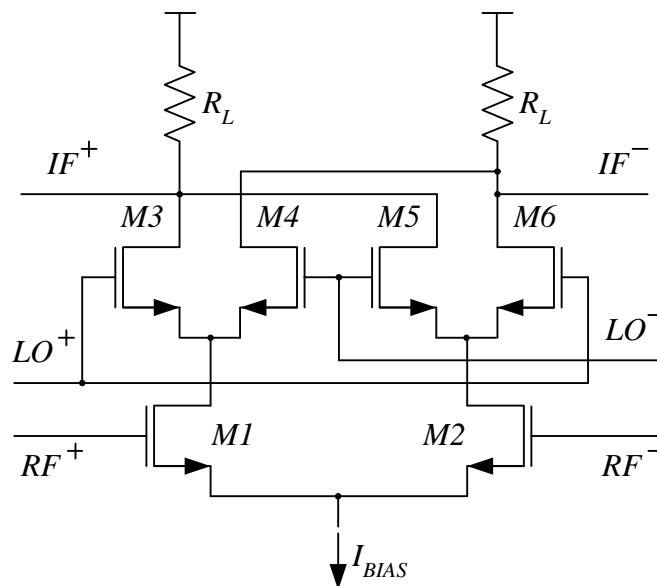 R_L R_L
IF^+ IF^−
M3 M4 M5 M6
LO^+ LO^−
M1 M2
RF^+ RF^−
I_BIAS